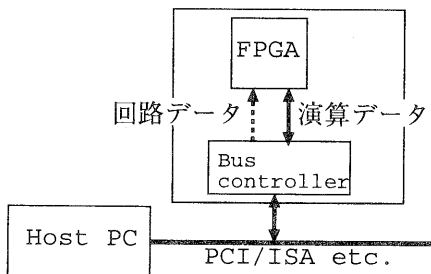 FPGA
回路データ
演算データ
Bus
controller
Host PC
PCI/ISA etc.